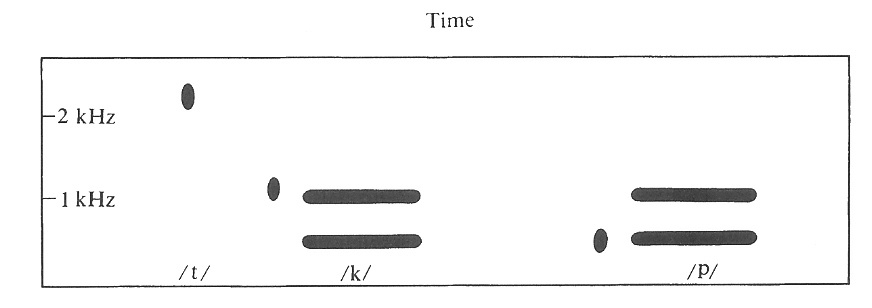 Time
2 kHz
1 kHz
/t/ /k/ /p/